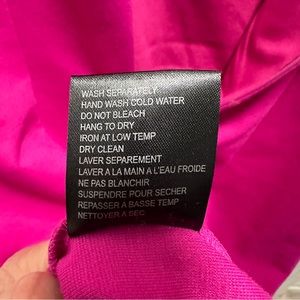 WASH SEPARATELY
HAND WASH COLD WATER
DO NOT BLEACH
HANG TO DRY
IRON AT LOW TEMP
DRY CLEAN
LAVER SEPAREMENT
LAVER A LA MAIN A L'EAU FROIDE
NE PAS BLANCHIR
SUSPENDRE POUR SECHER
REPASSER A BASSE TEMP
NETTOYER A SEC